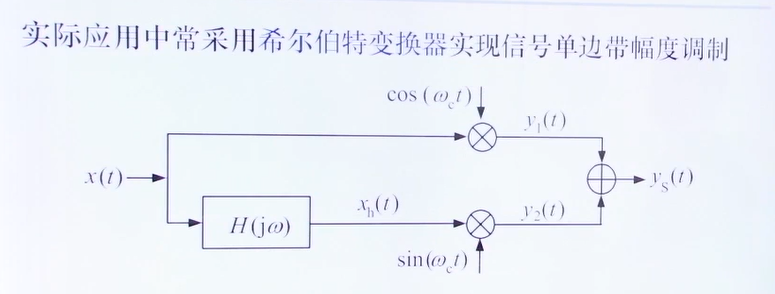 实际应用中常采用希尔伯特变换器实现信号单边带幅度调制
cos (ω_c t)
y_1(t)
x(t)
y_S(t)
H(jω)
x_h(t)
y_2(t)
sin(ω_c t)